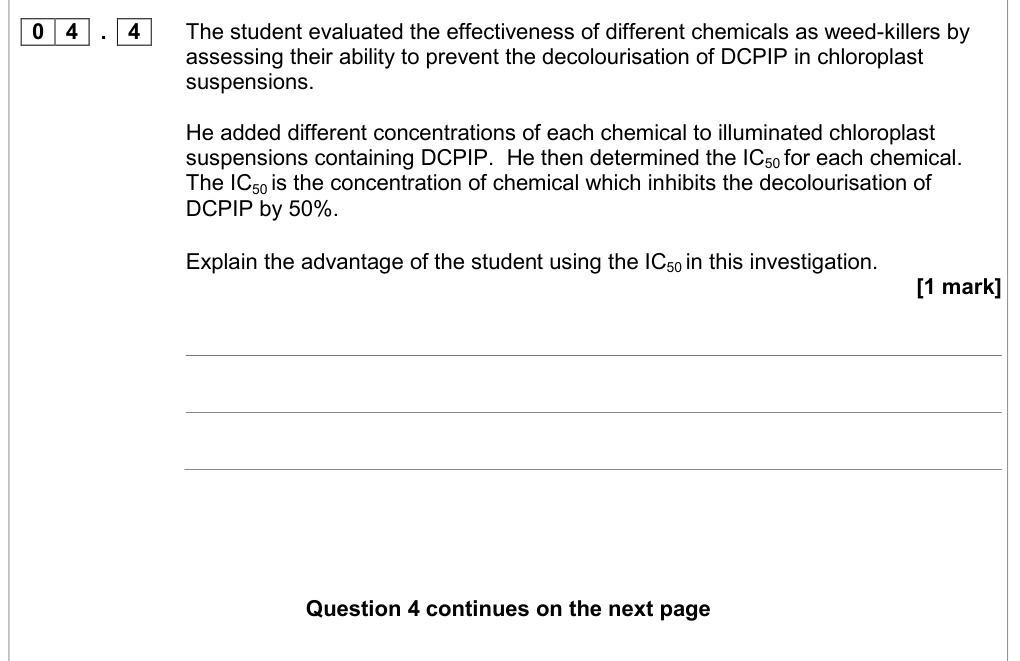 04.4 The student evaluated the effectiveness of different chemicals as weed-killers by
assessing their ability to prevent the decolourisation of DCPIP in chloroplast
suspensions.
He added different concentrations of each chemical to illuminated chloroplast
suspensions containing DCPIP. He then determined the IC50 for each chemical.
The IC50 is the concentration of chemical which inhibits the decolourisation of
DCPIP by 50%.
Explain the advantage of the student using the IC50 in this investigation.
[1 mark]
Question 4 continues on the next page